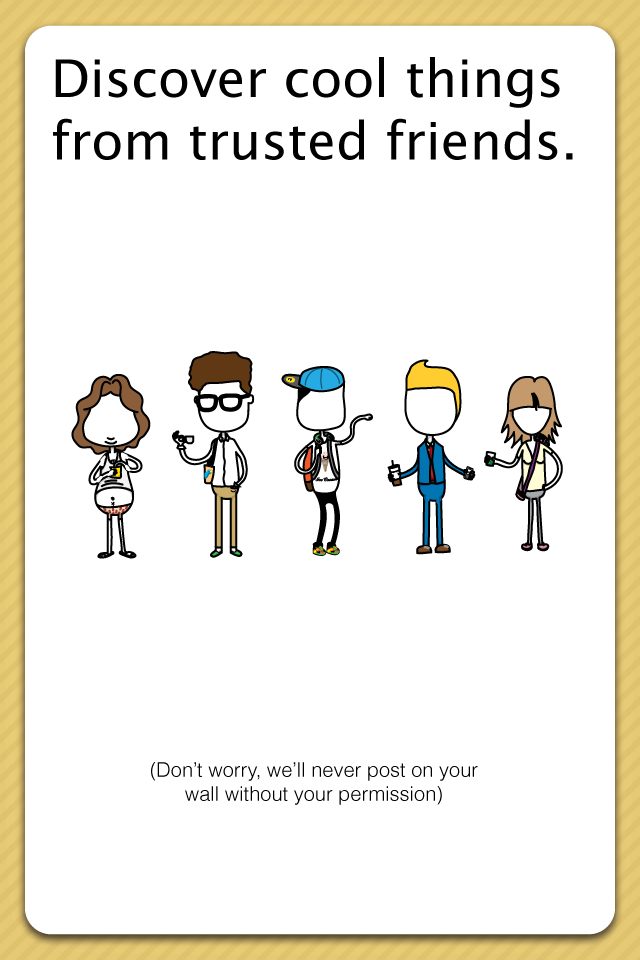 Discover cool things
from trusted friends.
(Don't worry, we'll never post on your
wall without your permission)